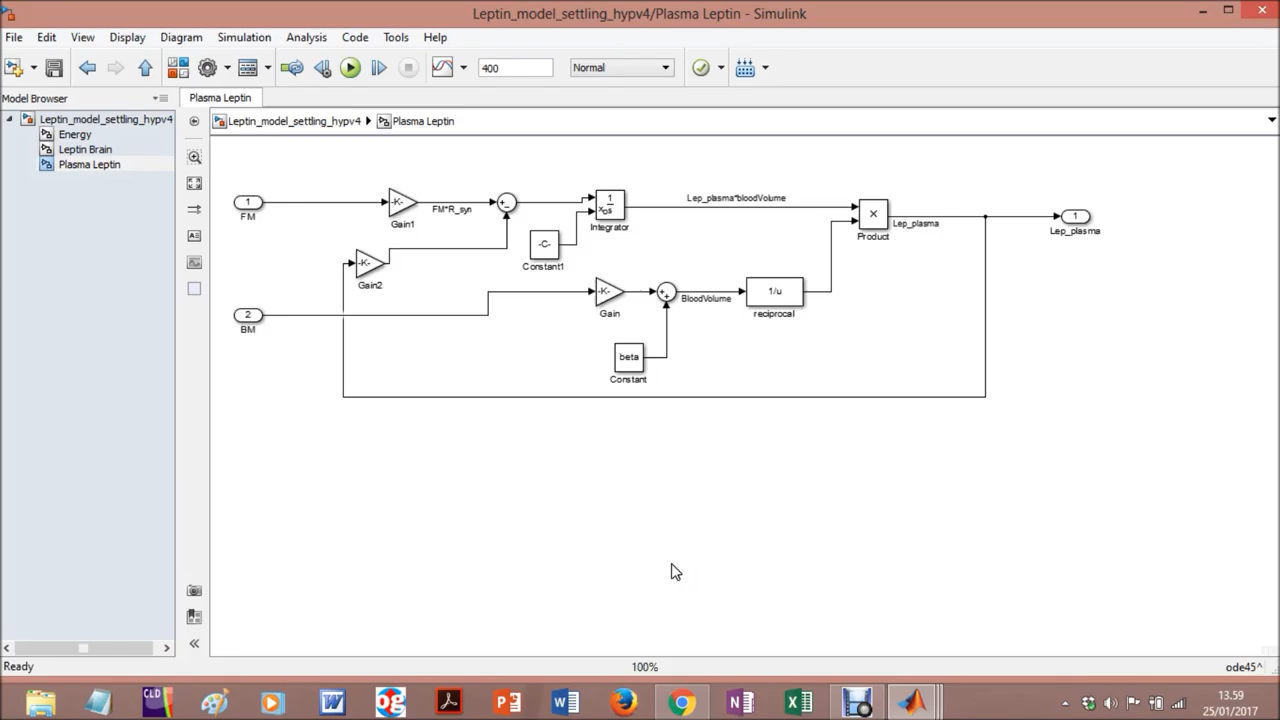 Leptin_model_settling_hypv4/Plasma Leptin - Simulink
File Edit View Display Diagram Simulation Analysis Code Tools Help
400 Normal
Model Browser
Plasma Leptin
Leptin_model_settling_hypv4
Energy
Leptin Brain
Plasma Leptin
Leptin_model_settling_hypv4 Plasma Leptin
1
FM
-K-
Gain1
FM*R_syn
+
-
1
s
xo
Integrator
Lep_plasma*bloodVolume
×
Product
Lep_plasma
1
Lep_plasma
-C-
Constant1
-K-
Gain2
2
BM
-K-
Gain
+
+
BloodVolume
1/u
reciprocal
beta
Constant
Ready 100% ode45^
CLD
og
13.59
25/01/2017